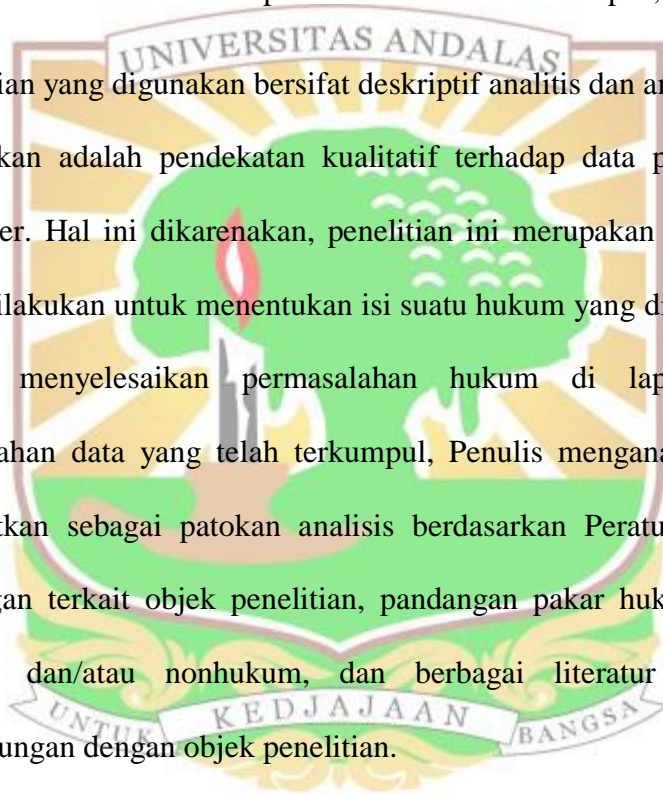 UNIVERSITAS ANDALAS
ian yang digunakan bersifat deskriptif analitis dan ar
kan adalah pendekatan kualitatif terhadap data p
er. Hal ini dikarenakan, penelitian ini merupakan
ilakukan untuk menentukan isi suatu hukum yang di
menyelesaikan permasalahan hukum di lap
ahan data yang telah terkumpul, Penulis mengana
tkan sebagai patokan analisis berdasarkan Peratu
gan terkait objek penelitian, pandangan pakar huk
dan/atau nonhukum, dan berbagai literatur
UNTUK KEDJAJAAN BANGSA
ungan dengan objek penelitian.